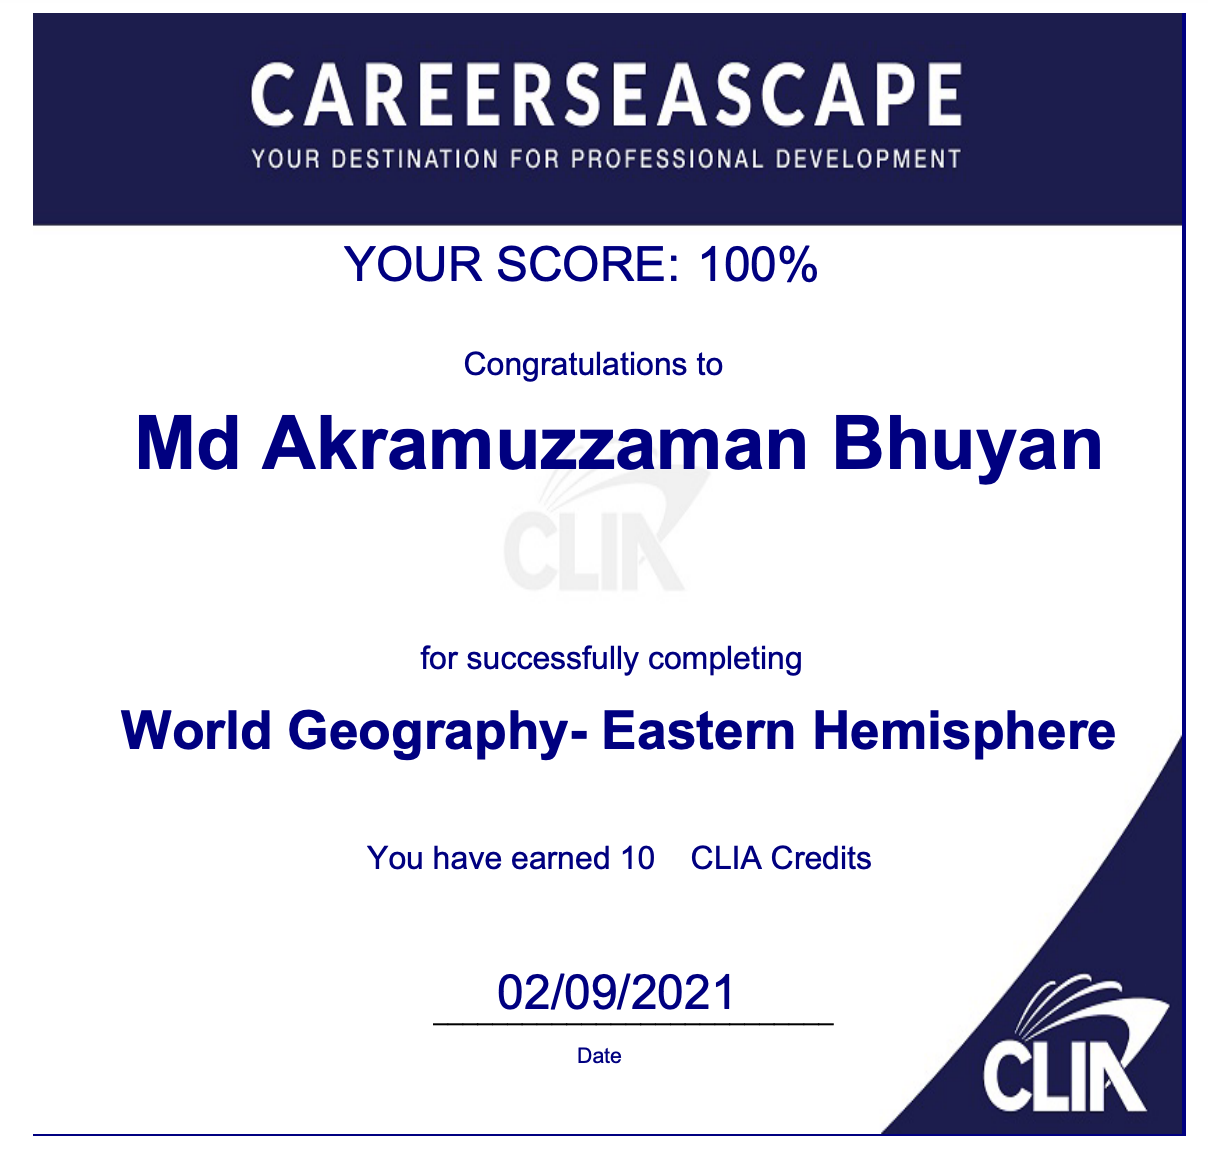 CAREERSEASCAPE
YOUR DESTINATION FOR PROFESSIONAL DEVELOPMENT
YOUR SCORE: 100%
Congratulations to
Md Akramuzzaman Bhuyan
CLIA
for successfully completing
World Geography- Eastern Hemisphere
You have earned 10 CLIA Credits
02/09/2021
Date
CLIA